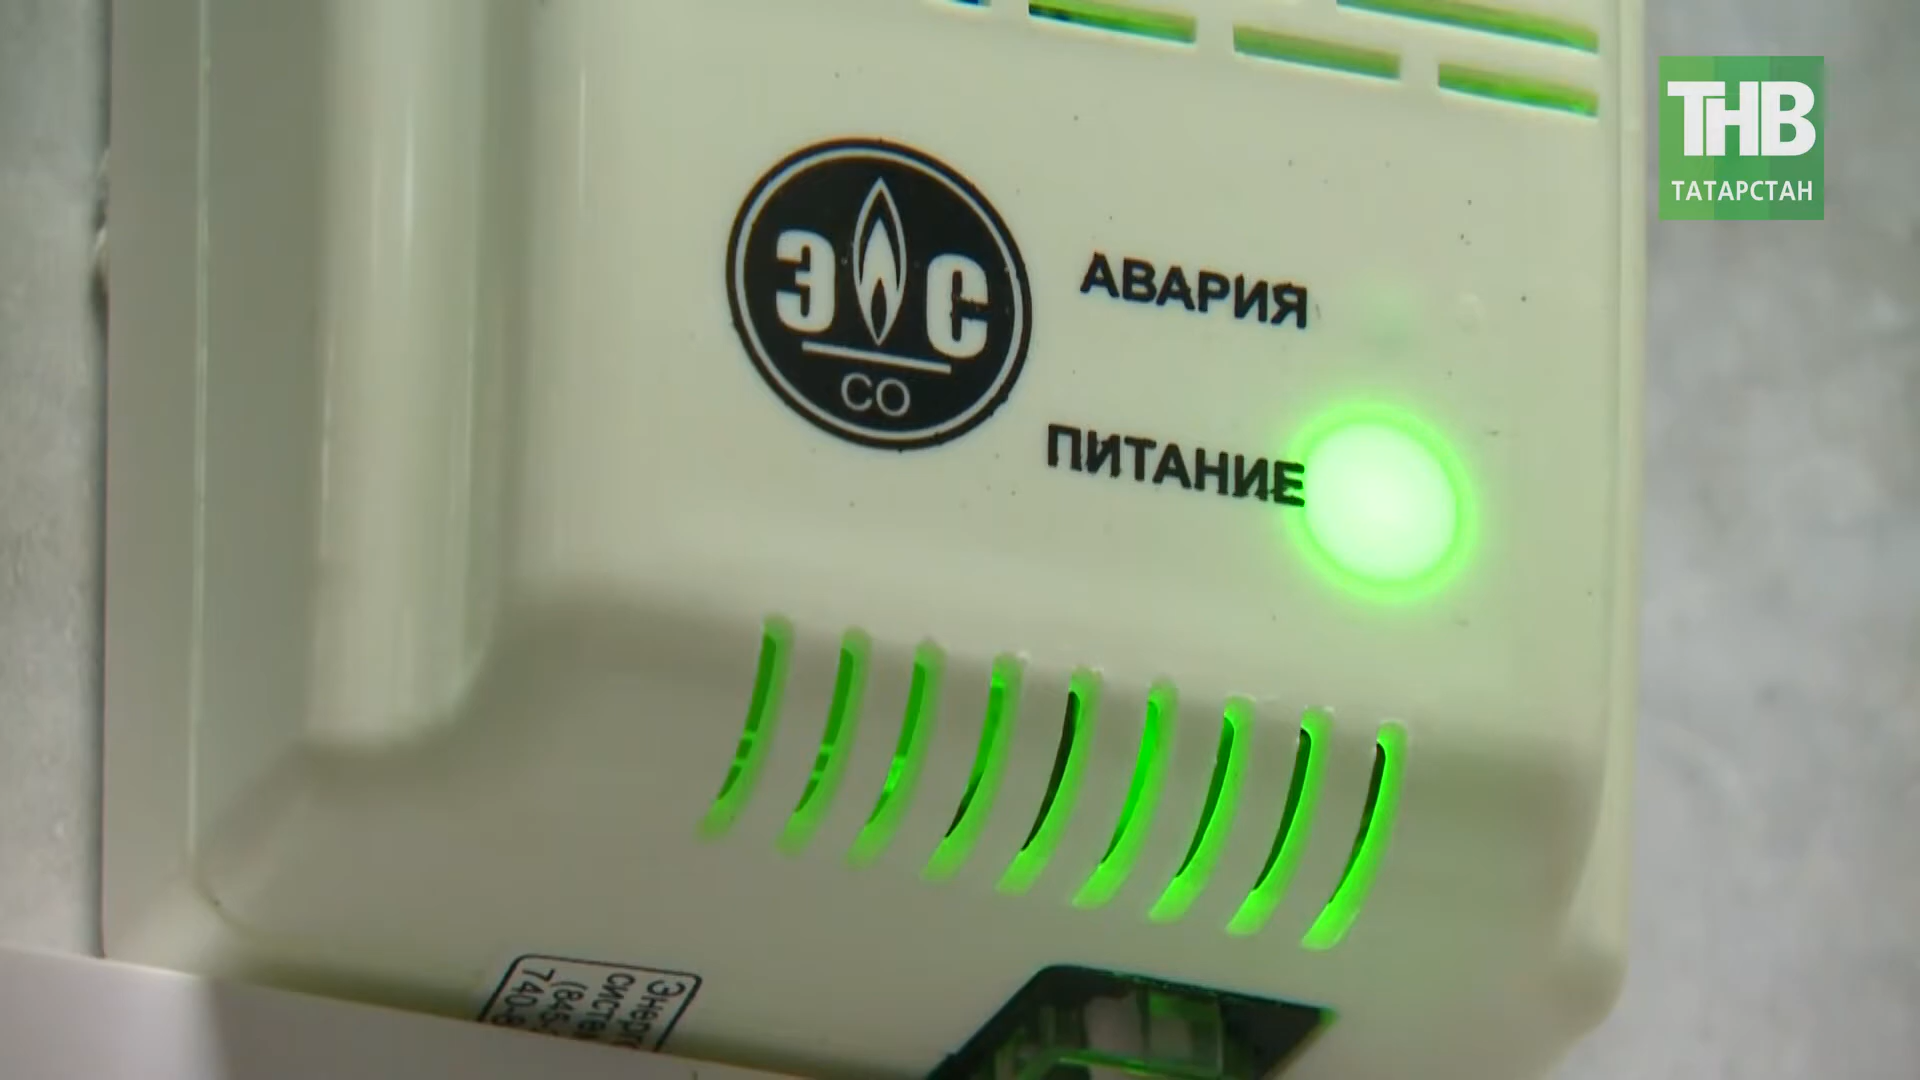 ТНВ
ТАТАРСТАН
ЭС
СО
АВАРИЯ
ПИТАНИЕ